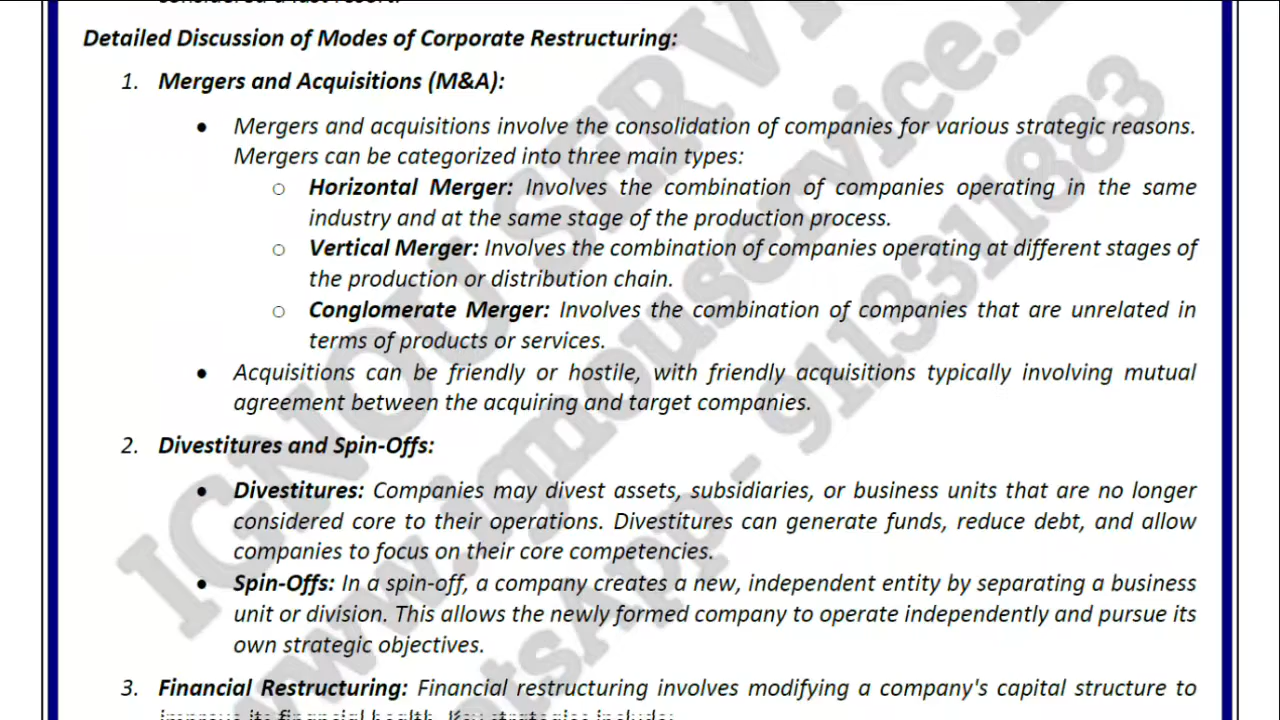 Detailed Discussion of Modes of Corporate Restructuring:
1. Mergers and Acquisitions (M&A):
• Mergers and acquisitions involve the consolidation of companies for various strategic reasons.
Mergers can be categorized into three main types:
○ Horizontal Merger: Involves the combination of companies operating in the same
industry and at the same stage of the production process.
○ Vertical Merger: Involves the combination of companies operating at different stages of
the production or distribution chain.
○ Conglomerate Merger: Involves the combination of companies that are unrelated in
terms of products or services.
• Acquisitions can be friendly or hostile, with friendly acquisitions typically involving mutual
agreement between the acquiring and target companies.
2. Divestitures and Spin-Offs:
• Divestitures: Companies may divest assets, subsidiaries, or business units that are no longer
considered core to their operations. Divestitures can generate funds, reduce debt, and allow
companies to focus on their core competencies.
• Spin-Offs: In a spin-off, a company creates a new, independent entity by separating a business
unit or division. This allows the newly formed company to operate independently and pursue its
own strategic objectives.
3. Financial Restructuring: Financial restructuring involves modifying a company's capital structure to
IGNOU SERV
www.ignouservice.
- 9113311883